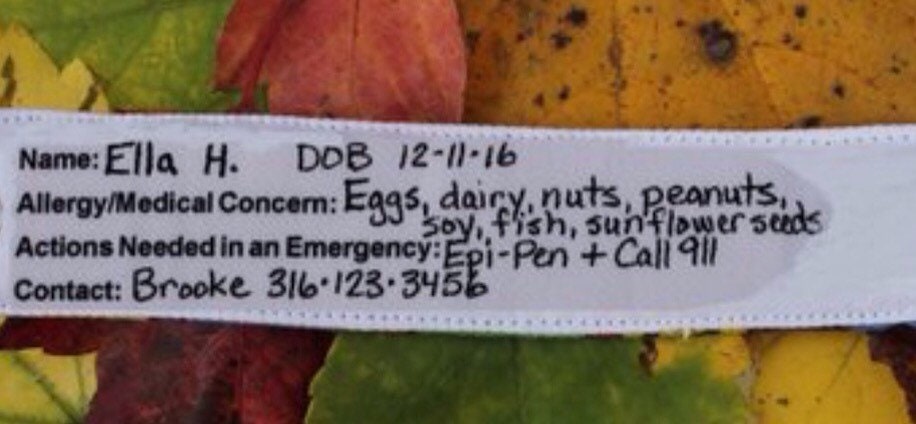 Name: Ella H. DOB 12-11-16
Allergy/Medical Concern: Eggs, dairy, nuts, peanuts,
soy, fish, sunflower seeds
Actions Needed in an Emergency: Epi-Pen + Call 911
Contact: Brooke 316·123·3456